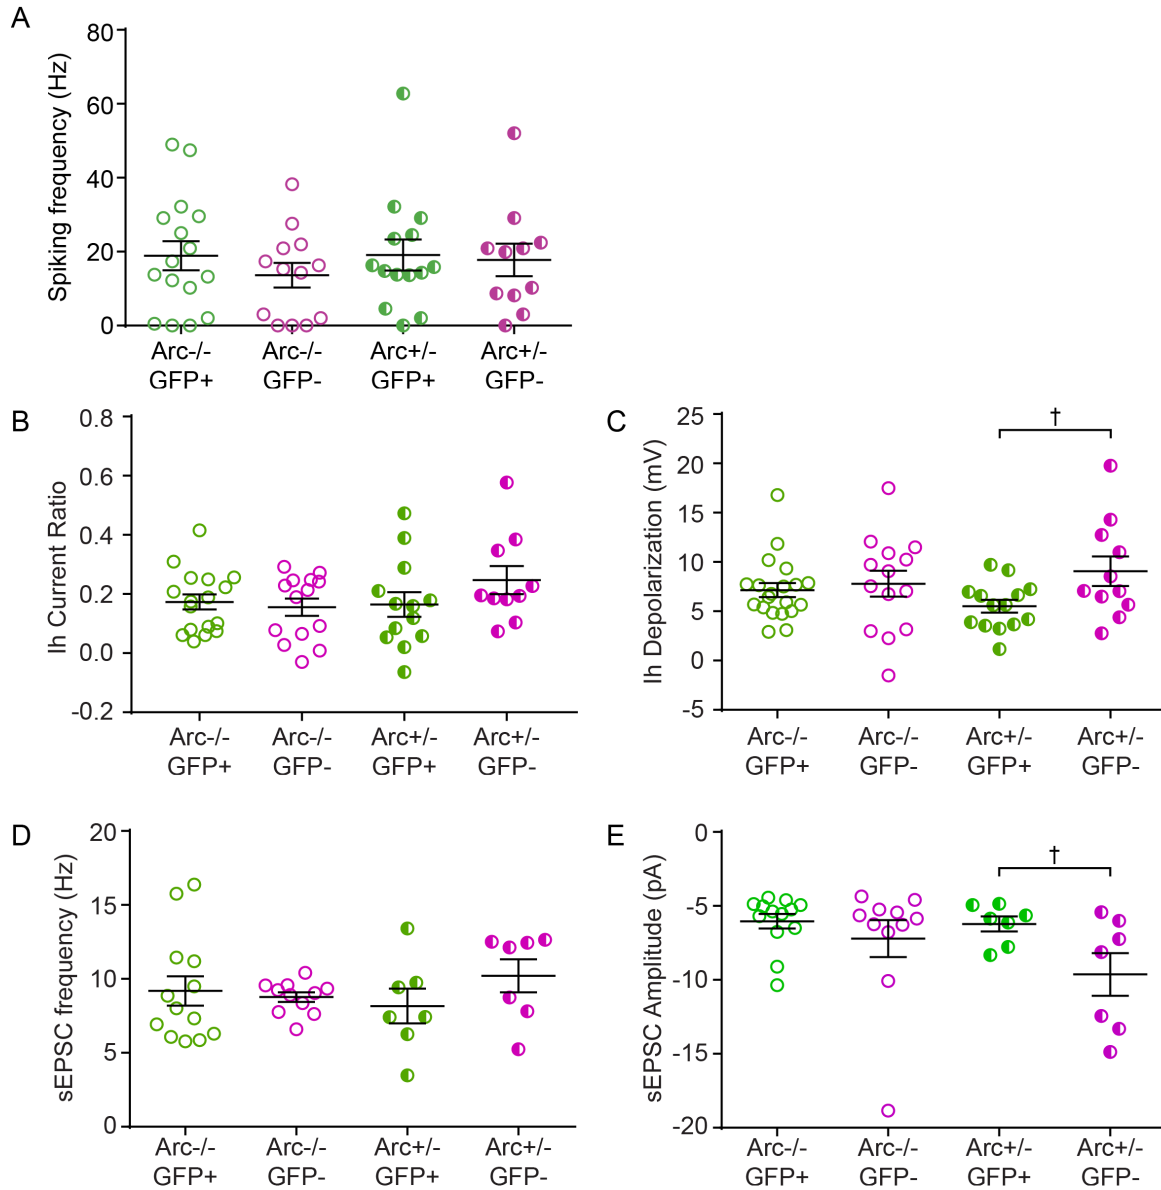 A
Spiking frequency (Hz)
80
60
40
20
0
Arc-/- Arc-/- Arc+/- Arc+/-
GFP+ GFP- GFP+ GFP-
B
Ih Current Ratio
0.8
0.6
0.4
0.2
0.0
-0.2
Arc-/- Arc-/- Arc+/- Arc+/-
GFP+ GFP- GFP+ GFP-
C
Ih Depolarization (mV)
25
20
15
10
5
0
-5
†
Arc-/- Arc-/- Arc+/- Arc+/-
GFP+ GFP- GFP+ GFP-
D
sEPSC frequency (Hz)
20
15
10
5
0
Arc-/- Arc-/- Arc+/- Arc+/-
GFP+ GFP- GFP+ GFP-
E
sEPSC Amplitude (pA)
0
-5
-10
-15
-20
†
Arc-/- Arc-/- Arc+/- Arc+/-
GFP+ GFP- GFP+ GFP-